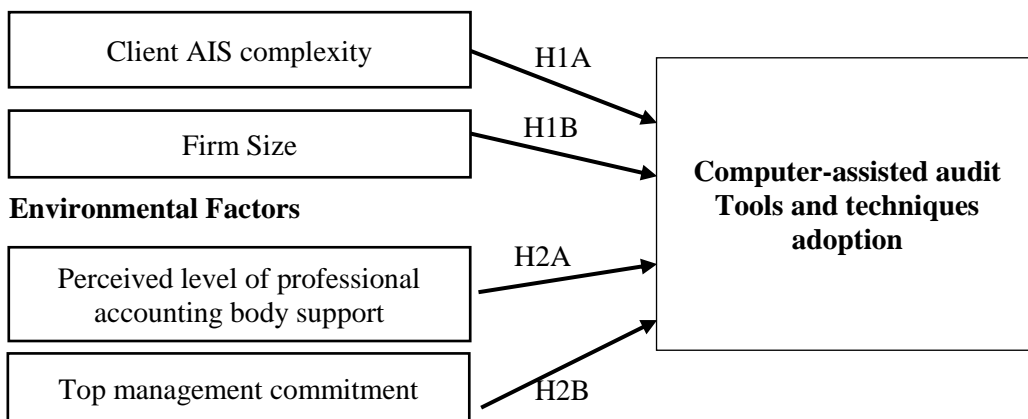 Client AIS complexity
H1A
H1B
Firm Size
Computer-assisted audit
Tools and techniques
adoption
Environmental Factors
H2A
Perceived level of professional
accounting body support
Top management commitment
H2B